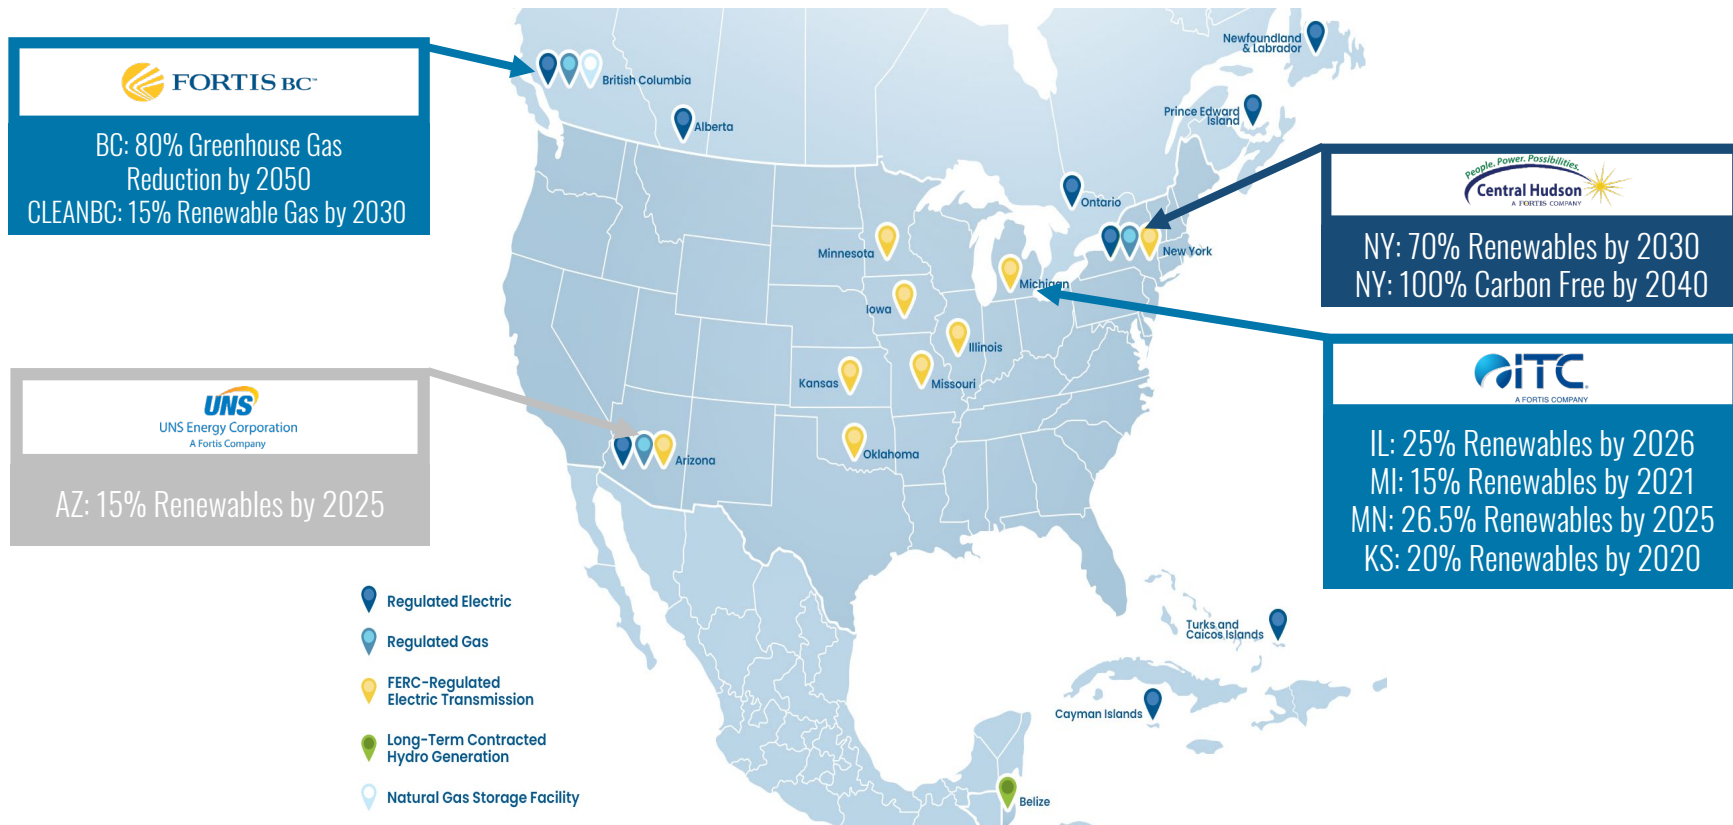 FORTIS BC™
BC: 80% Greenhouse Gas
Reduction by 2050
CLEANBC: 15% Renewable Gas by 2030
UNS
UNS Energy Corporation
A Fortis Company
AZ: 15% Renewables by 2025
Newfoundland
& Labrador
British Columbia
Alberta
Prince Edward
Island
Ontario
New York
Minnesota
Michigan
Iowa
Illinois
Kansas
Missouri
Oklahoma
Arizona
Turks and
Caicos Islands
Cayman Islands
Belize
People. Power. Possibilities.
Central Hudson
A FORTIS COMPANY
NY: 70% Renewables by 2030
NY: 100% Carbon Free by 2040
ITC
A FORTIS COMPANY
IL: 25% Renewables by 2026
MI: 15% Renewables by 2021
MN: 26.5% Renewables by 2025
KS: 20% Renewables by 2020
Regulated Electric
Regulated Gas
FERC-Regulated
Electric Transmission
Long-Term Contracted
Hydro Generation
Natural Gas Storage Facility